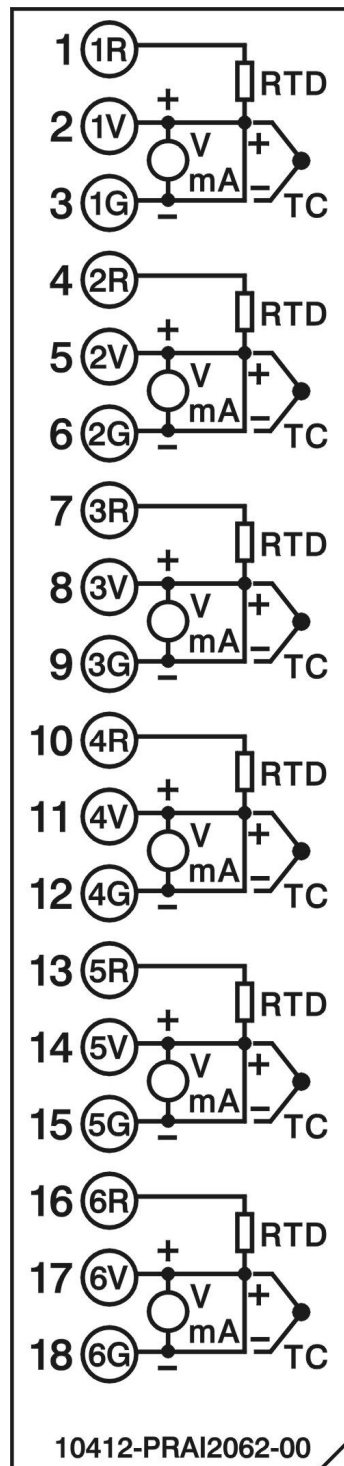 1 1R
RTD
+
2 1V V +
mA
3 1G − − TC
4 2R
RTD
+
5 2V V +
mA
6 2G − − TC
7 3R
RTD
+
8 3V V +
mA
9 3G − − TC
10 4R
RTD
+
11 4V V +
mA
12 4G − − TC
13 5R
RTD
+
14 5V V +
mA
15 5G − − TC
16 6R
RTD
+
17 6V V +
mA
18 6G − − TC
10412-PRAI2062-00